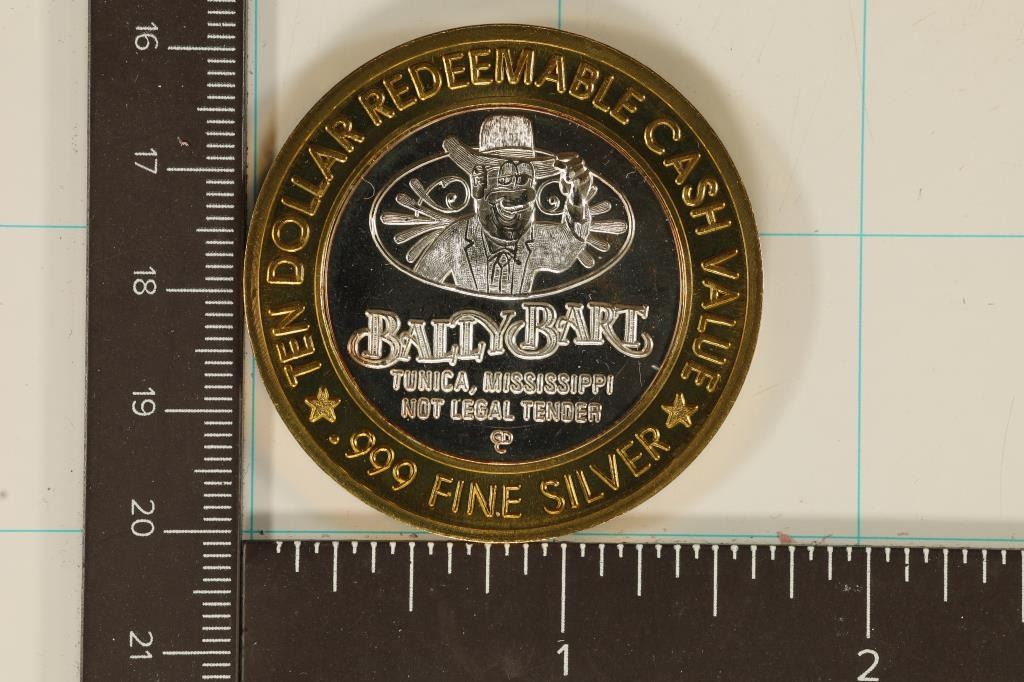 TEN DOLLAR REDEEMABLE CASH VALUE
BALLY BART
TUNICA, MISSISSIPPI
NOT LEGAL TENDER
.999 FINE SILVER
16
17
18
19
20
21
1
2